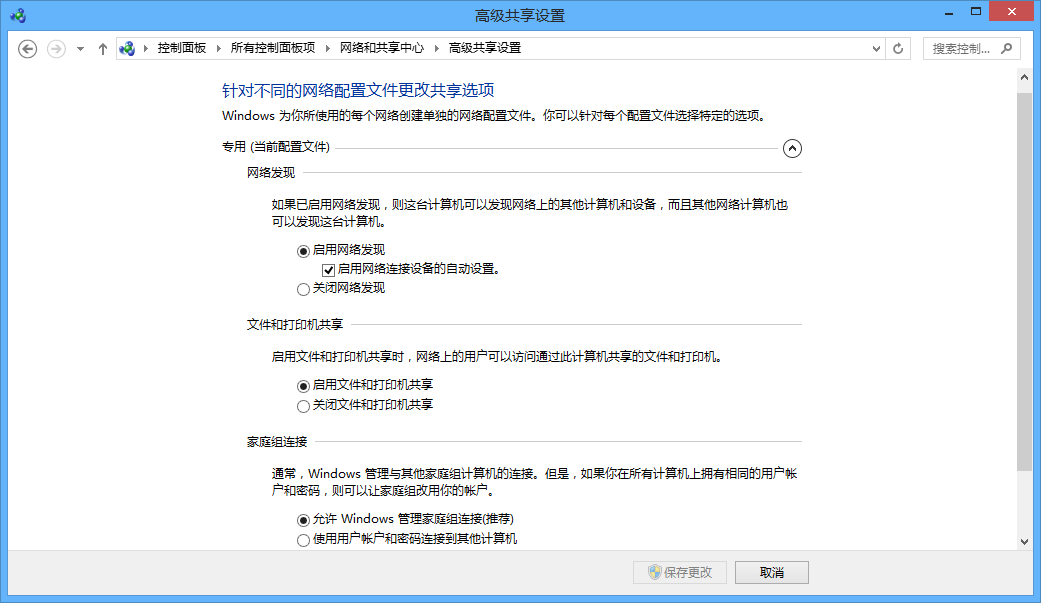 高级共享设置
控制面板 所有控制面板项 网络和共享中心 高级共享设置
搜索控制...
针对不同的网络配置文件更改共享选项
Windows 为你所使用的每个网络创建单独的网络配置文件。你可以针对每个配置文件选择特定的选项。
专用 (当前配置文件)
网络发现
如果已启用网络发现，则这台计算机可以发现网络上的其他计算机和设备，而且其他网络计算机也
可以发现这台计算机。
启用网络发现
启用网络连接设备的自动设置。
关闭网络发现
文件和打印机共享
启用文件和打印机共享时，网络上的用户可以访问通过此计算机共享的文件和打印机。
启用文件和打印机共享
关闭文件和打印机共享
家庭组连接
通常，Windows 管理与其他家庭组计算机的连接。但是，如果你在所有计算机上拥有相同的用户帐
户和密码，则可以让家庭组改用你的帐户。
允许 Windows 管理家庭组连接(推荐)
使用用户帐户和密码连接到其他计算机
保存更改 取消